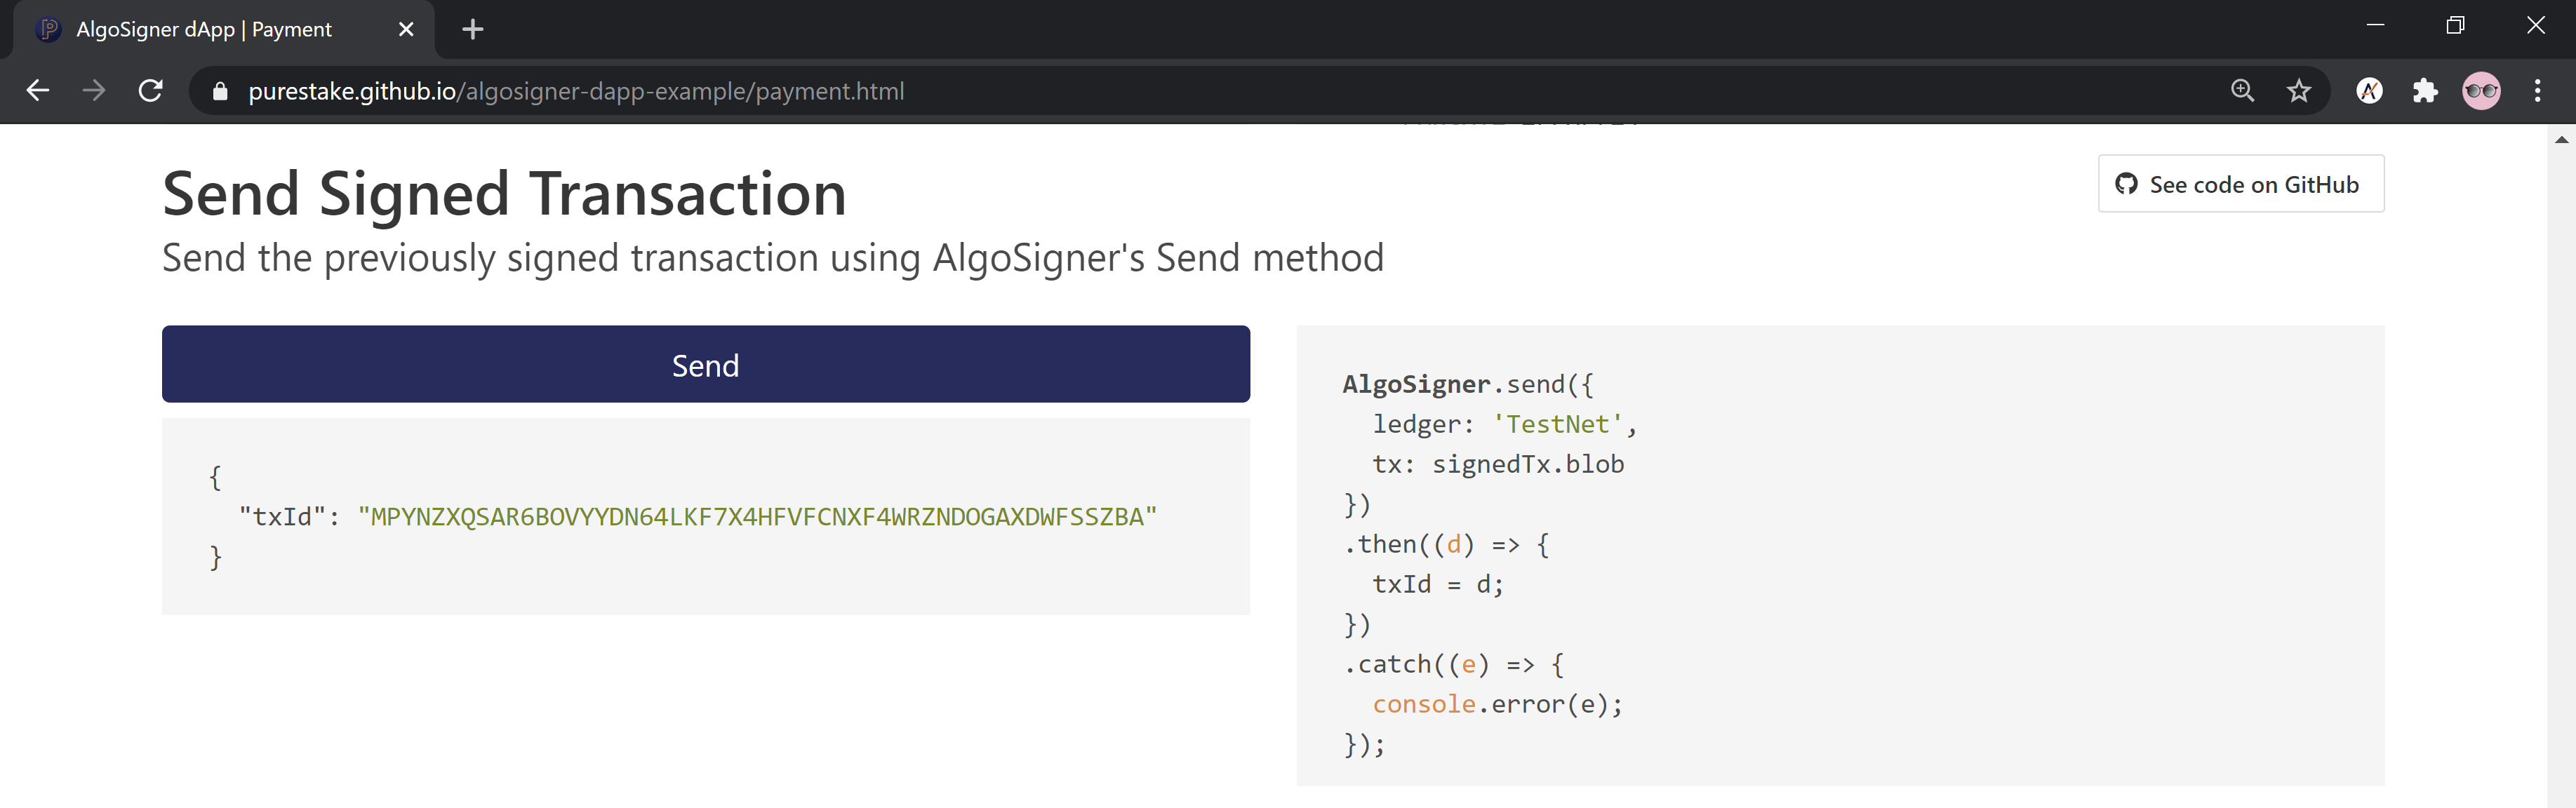 AlgoSigner dApp | Payment
purestake.github.io/algosigner-dapp-example/payment.html
Send Signed Transaction
See code on GitHub
Send the previously signed transaction using AlgoSigner's Send method
Send
{
"txId": "MPYNZXQSAR6BOVYYDN64LKF7X4HFVFCNXF4WRZNDOGAXDWFSSZBA"
}
AlgoSigner.send({
ledger: 'TestNet',
tx: signedTx.blob
})
.then((d) => {
txId = d;
})
.catch((e) => {
console.error(e);
});